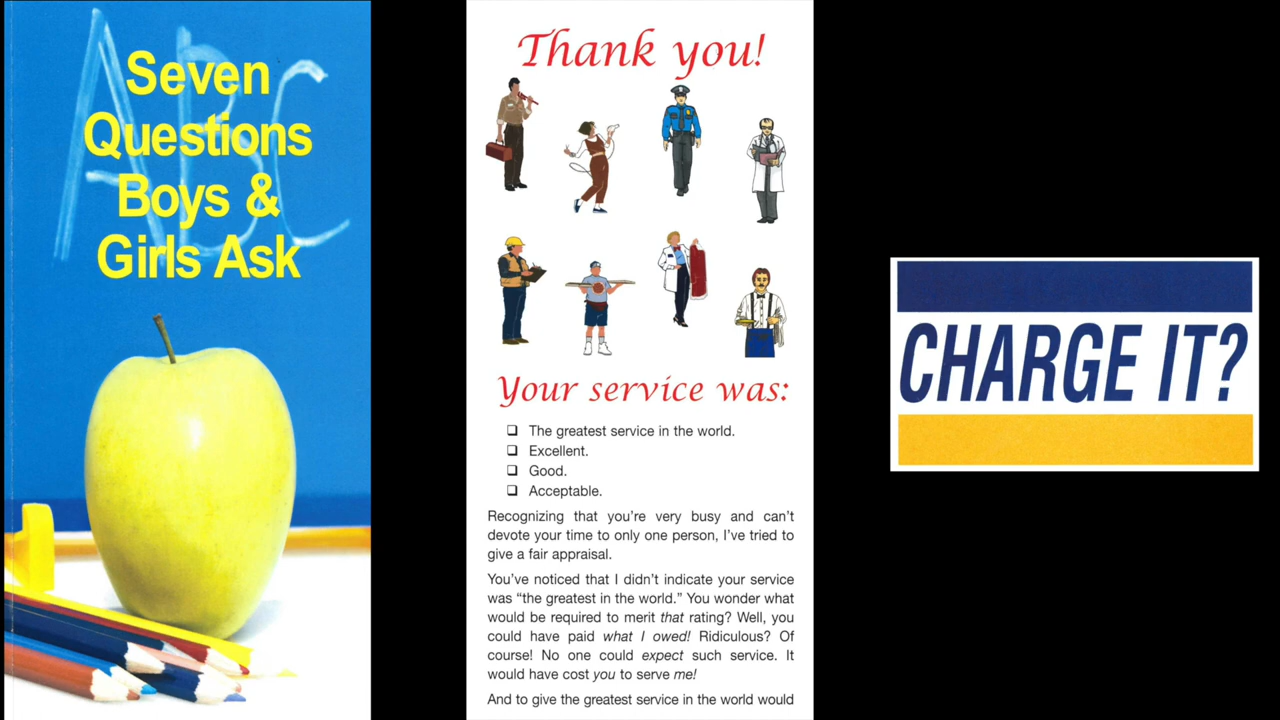 ABC
Seven
Questions
Boys &
Girls Ask
Thank you!
Your service was:
❑ The greatest service in the world.
❑ Excellent.
❑ Good.
❑ Acceptable.
Recognizing that you’re very busy and can’t
devote your time to only one person, I’ve tried to
give a fair appraisal.
You’ve noticed that I didn’t indicate your service
was “the greatest in the world.” You wonder what
would be required to merit that rating? Well, you
could have paid what I owed! Ridiculous? Of
course! No one could expect such service. It
would have cost you to serve me!
And to give the greatest service in the world would
CHARGE IT?